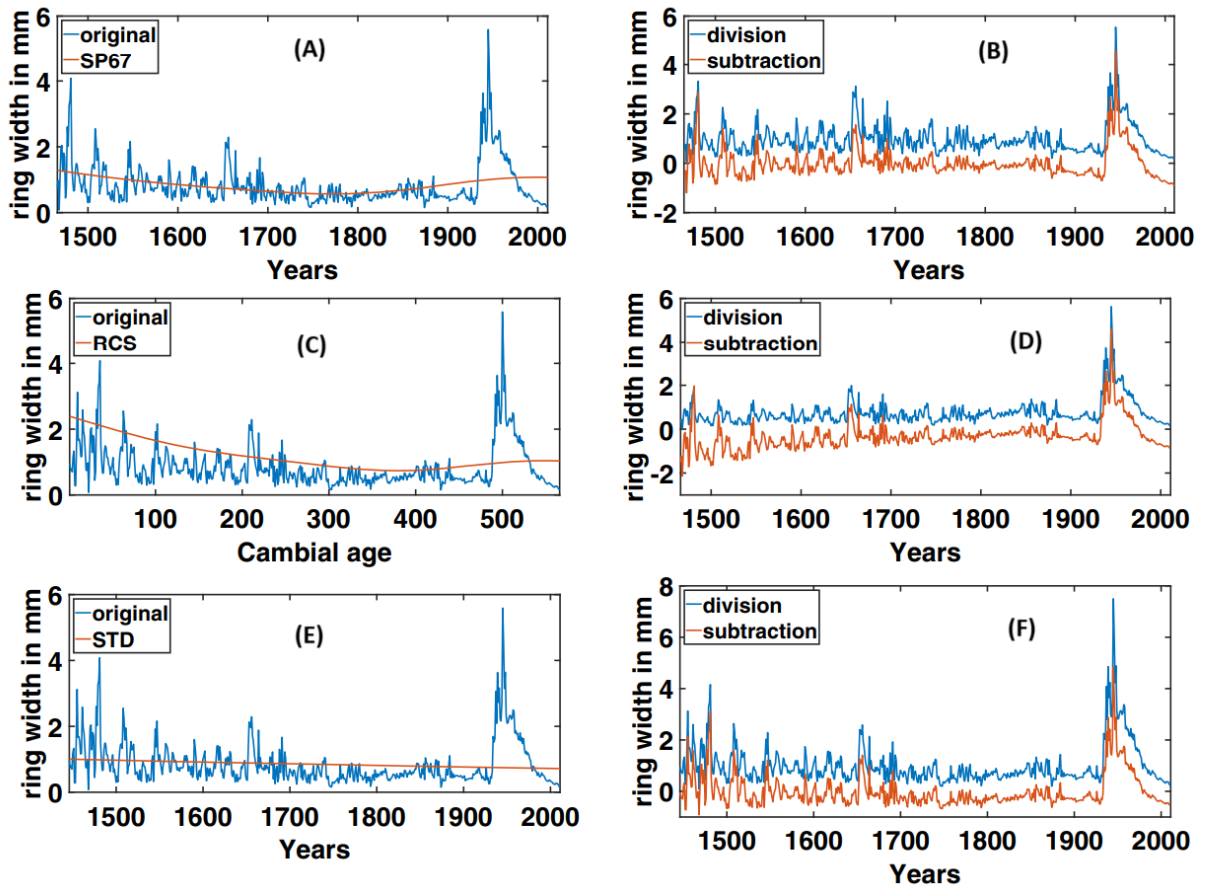 ring width in mm
6
4
2
0
original
SP67
(A)
1500 1600 1700 1800 1900 2000
Years
ring width in mm
6
4
2
0
-2
division
subtraction
(B)
1500 1600 1700 1800 1900 2000
Years
ring width in mm
6
4
2
0
original
RCS
(C)
100 200 300 400 500
Cambial age
ring width in mm
6
4
2
0
-2
division
subtraction
(D)
1500 1600 1700 1800 1900 2000
Years
ring width in mm
6
4
2
0
original
STD
(E)
1500 1600 1700 1800 1900 2000
Years
ring width in mm
8
6
4
2
0
division
subtraction
(F)
1500 1600 1700 1800 1900 2000
Years